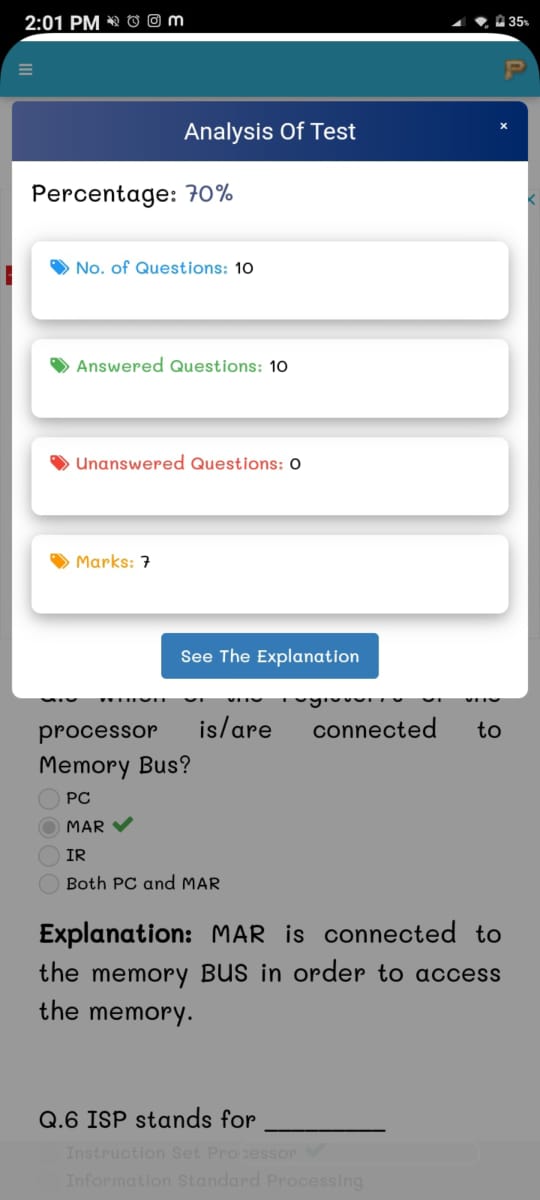 2:01 PM
35%
Analysis Of Test
×
Percentage: 70%
No. of Questions: 10
Answered Questions: 10
Unanswered Questions: 0
Marks: 7
See The Explanation
processor is/are connected to
Memory Bus?
PC
MAR
IR
Both PC and MAR
Explanation: MAR is connected to
the memory BUS in order to access
the memory.
Q.6 ISP stands for __________
Instruction Set Processor
Information Standard Processing